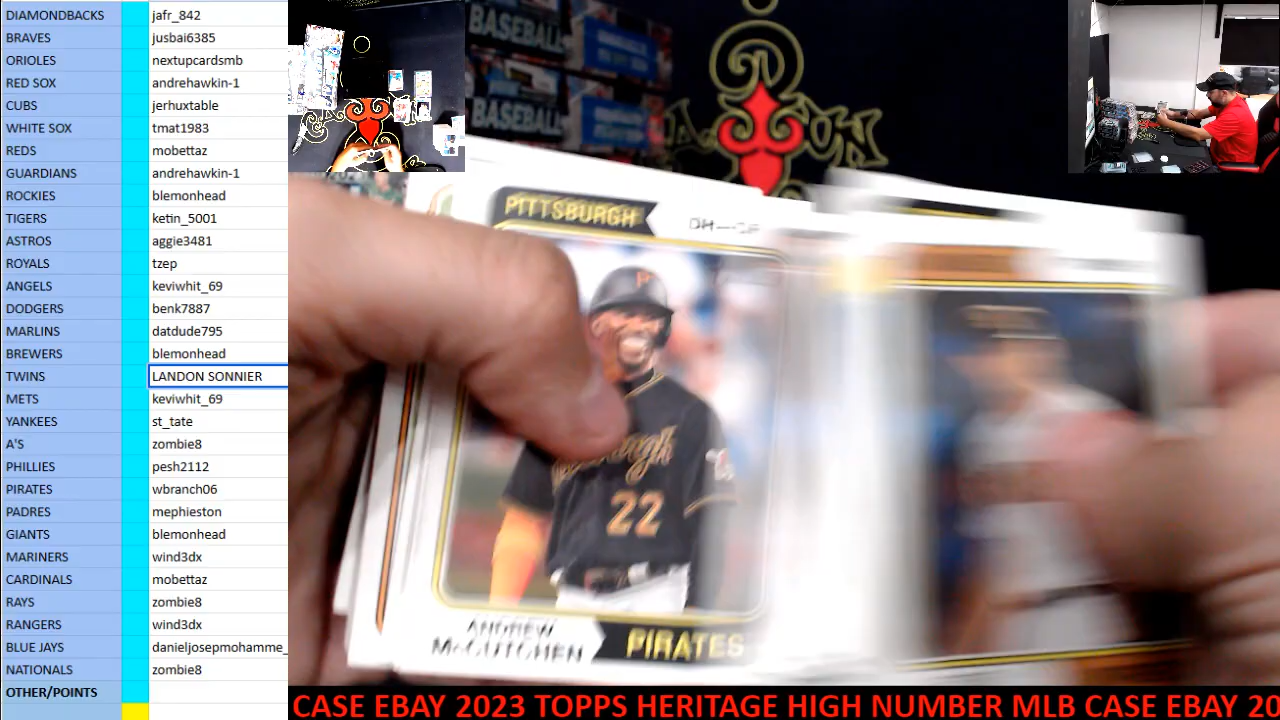 DIAMONDBACKS jafr_842
BRAVES jusbai6385
ORIOLES nextupcardsmb
RED SOX andrehawkin-1
CUBS jerhuxtable
WHITE SOX tmat1983
REDS mobettaz
GUARDIANS andrehawkin-1
ROCKIES blemonhead
TIGERS ketin_5001
ASTROS aggie3481
ROYALS tzep
ANGELS keviwhit_69
DODGERS benk7887
MARLINS datdude795
BREWERS blemonhead
TWINS LANDON SONNIER
METS keviwhit_69
YANKEES st_tate
A'S zombie8
PHILLIES pesh2112
PIRATES wbranch06
PADRES mephieston
GIANTS blemonhead
MARINERS wind3dx
CARDINALS mobettaz
RAYS zombie8
RANGERS wind3dx
BLUE JAYS danieljosepmohamme_
NATIONALS zombie8
OTHER/POINTS
BASEBALL
BASEBALL
PITTSBURGH DH—OF
22
ANDREW
McCUTCHEN PIRATES
CASE EBAY 2023 TOPPS HERITAGE HIGH NUMBER MLB CASE EBAY 20